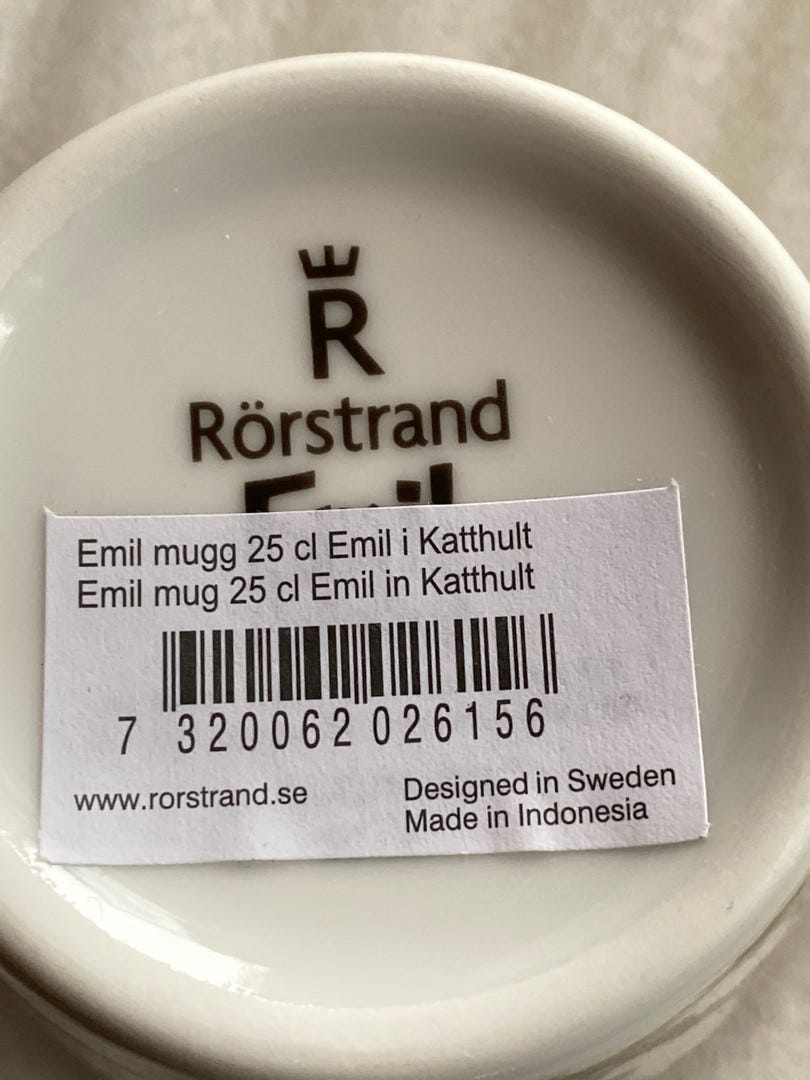 R
Rörstrand
Emil
Emil mugg 25 cl Emil i Katthult
Emil mug 25 cl Emil in Katthult
7 320062 026156
www.rorstrand.se
Designed in Sweden
Made in Indonesia